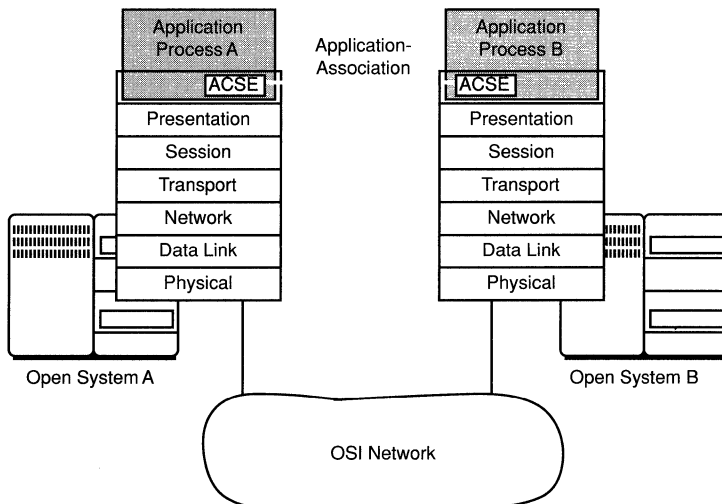 Application
Process A
ACSE
Presentation
Session
Transport
Network
Data Link
Physical
Open System A
Application-
Association
Application
Process B
ACSE
Presentation
Session
Transport
Network
Data Link
Physical
Open System B
OSI Network